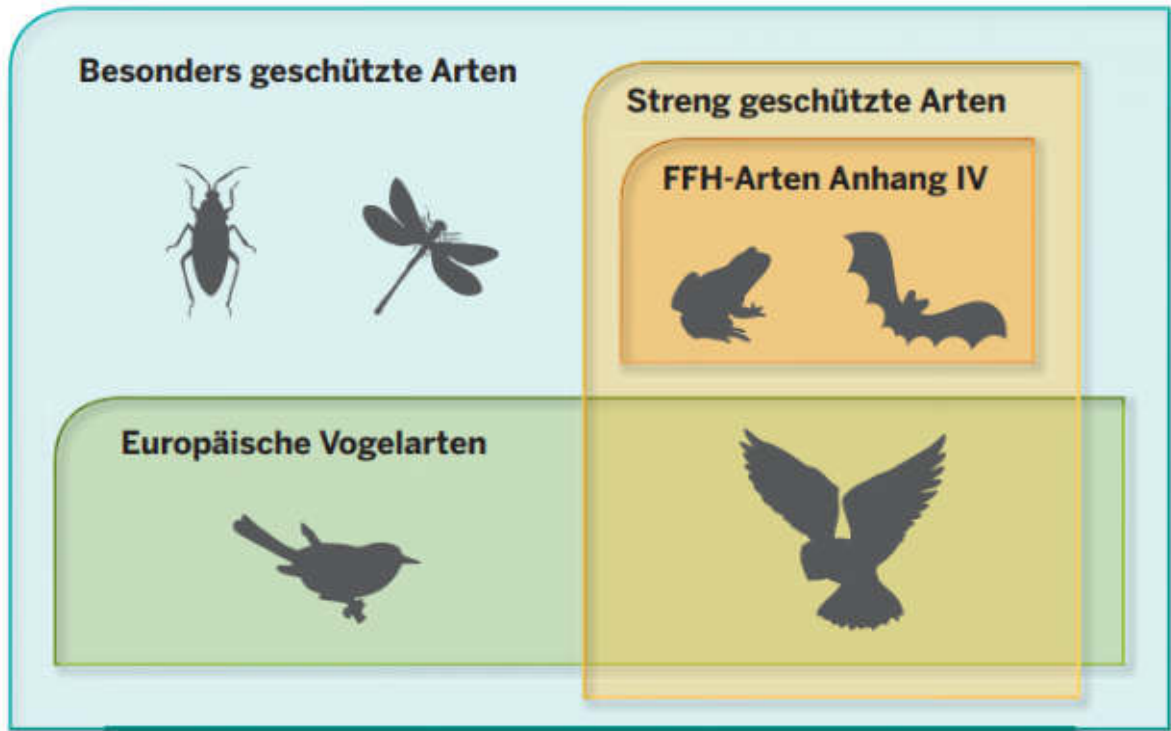 Besonders geschützte Arten
Streng geschützte Arten
FFH-Arten Anhang IV
Europäische Vogelarten